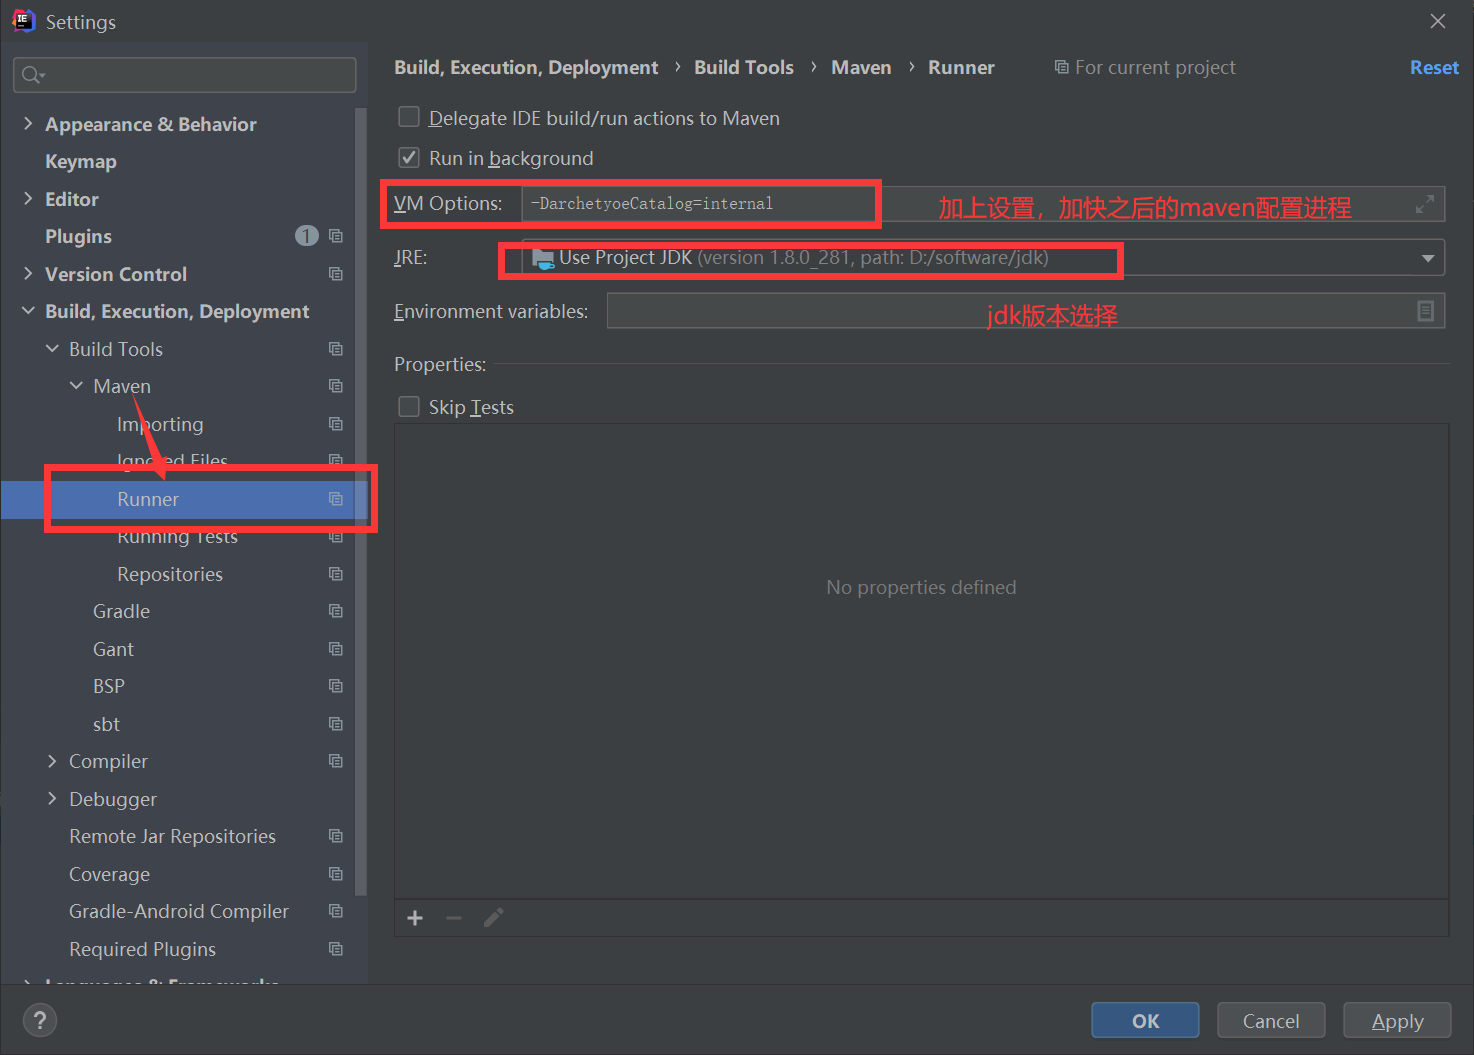 Settings
Build, Execution, Deployment › Build Tools › Maven › Runner For current project Reset
Appearance & Behavior
Keymap
Editor
Plugins 1
Version Control
Build, Execution, Deployment
Build Tools
Maven
Importing
Ignored Files
Runner
Running Tests
Repositories
Gradle
Gant
BSP
sbt
Compiler
Debugger
Remote Jar Repositories
Coverage
Gradle-Android Compiler
Required Plugins
Languages & Frameworks
Delegate IDE build/run actions to Maven
Run in background
VM Options: -DarchetyoeCatalog=internal 加上设置，加快之后的maven配置进程
JRE: Use Project JDK (version 1.8.0_281, path: D:/software/jdk)
Environment variables: jdk版本选择
Properties:
Skip Tests
No properties defined
? OK Cancel Apply